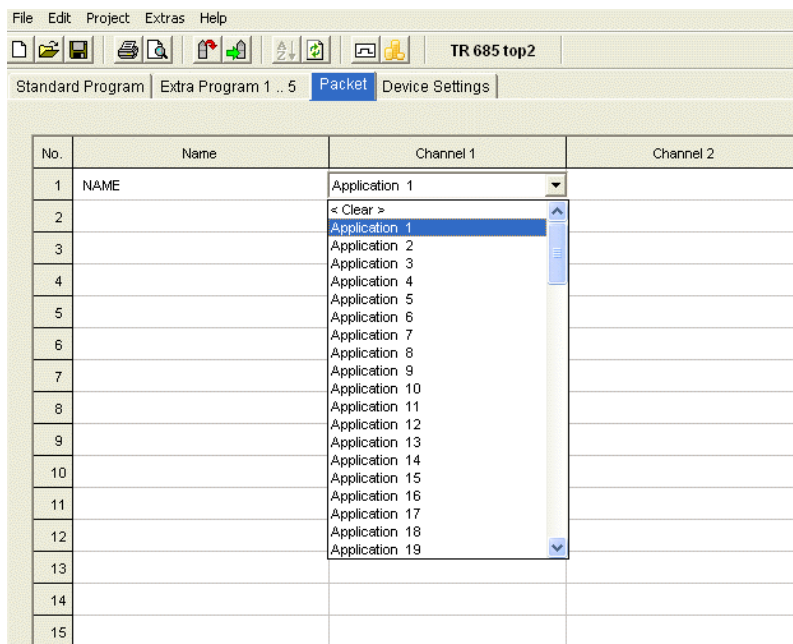 File Edit Project Extras Help
TR 685 top2
Standard Program Extra Program 1 .. 5 Packet Device Settings
No. Name Channel 1 Channel 2
1 NAME Application 1
< Clear >
2 Application 1
Application 2
3 Application 3
4 Application 4
Application 5
5 Application 6
6 Application 7
Application 8
7 Application 9
Application 10
8 Application 11
Application 12
9 Application 13
10 Application 14
Application 15
11 Application 16
Application 17
12 Application 18
Application 19
13
14
15